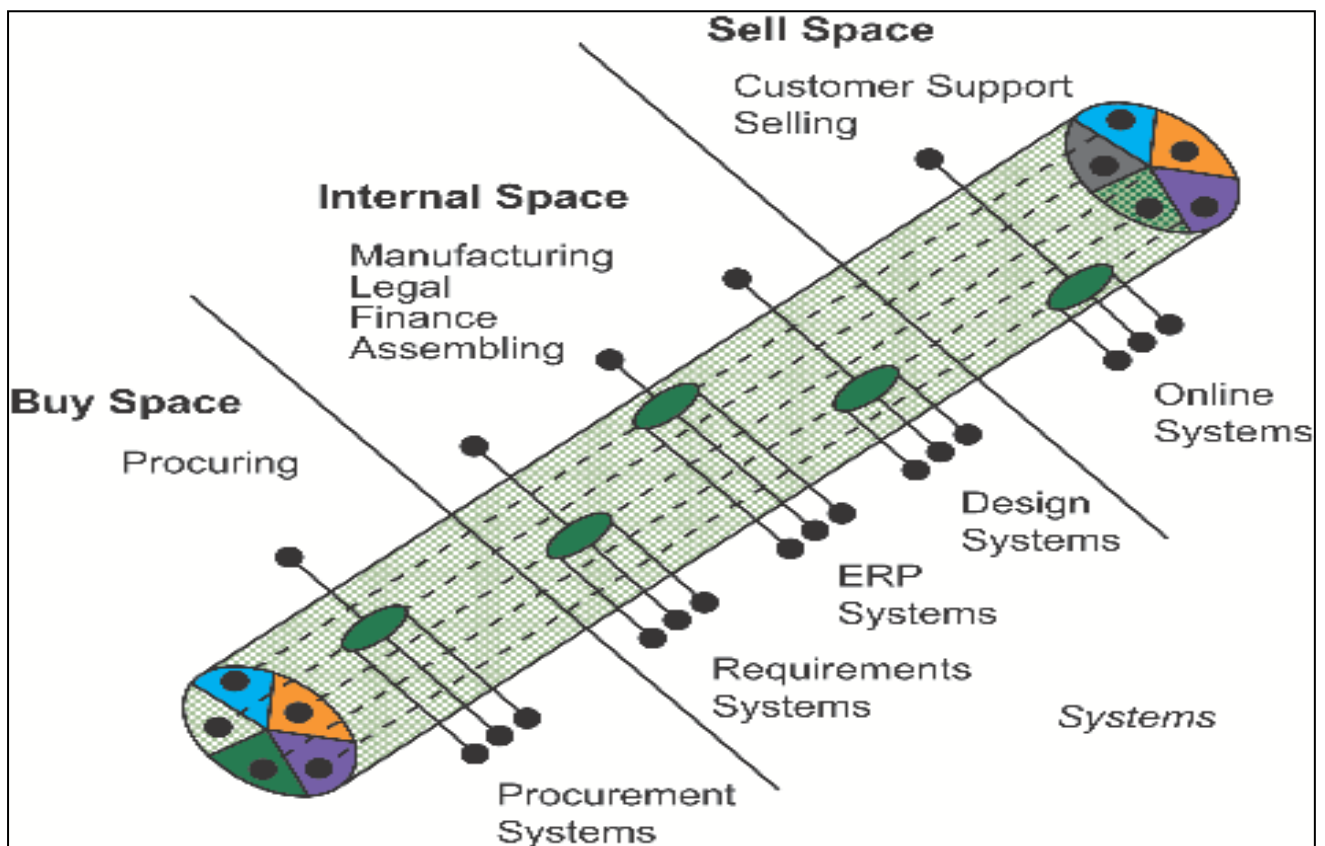 Sell Space
Customer Support
Selling
Internal Space
Manufacturing
Legal
Finance
Assembling
Buy Space
Procuring
Online
Systems
Design
Systems
ERP
Systems
Requirements
Systems
Systems
Procurement
Systems